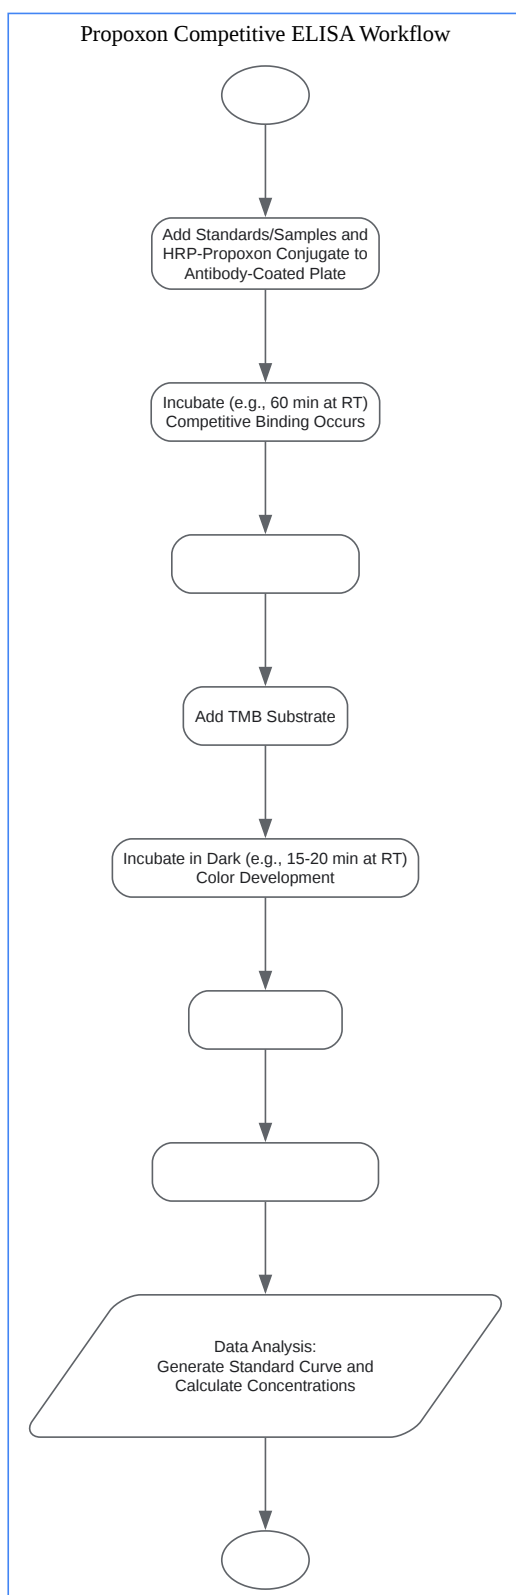 Propoxon Competitive ELISA Workflow
Add Standards/Samples and
HRP-Propoxon Conjugate to
Antibody-Coated Plate
Incubate (e.g., 60 min at RT)
Competitive Binding Occurs
Add TMB Substrate
Incubate in Dark (e.g., 15-20 min at RT)
Color Development
Data Analysis:
Generate Standard Curve and
Calculate Concentrations